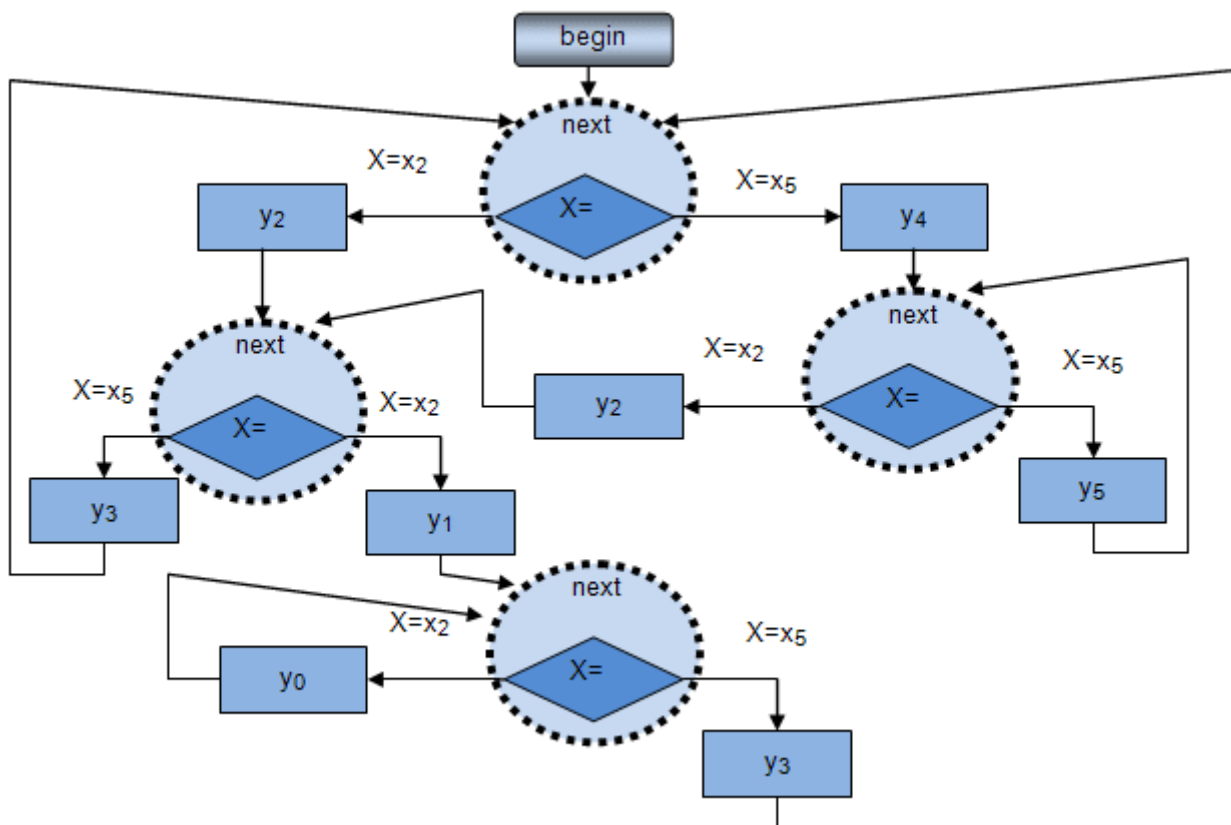 begin
next
X=x₂
X=x₅
X=
y₂
y₄
next
next
X=x₂
X=x₅
X=x₅
X=x₂
X=
y₂
X=
y₃
y₁
y₅
next
X=x₂
X=x₅
X=
y₀
y₃